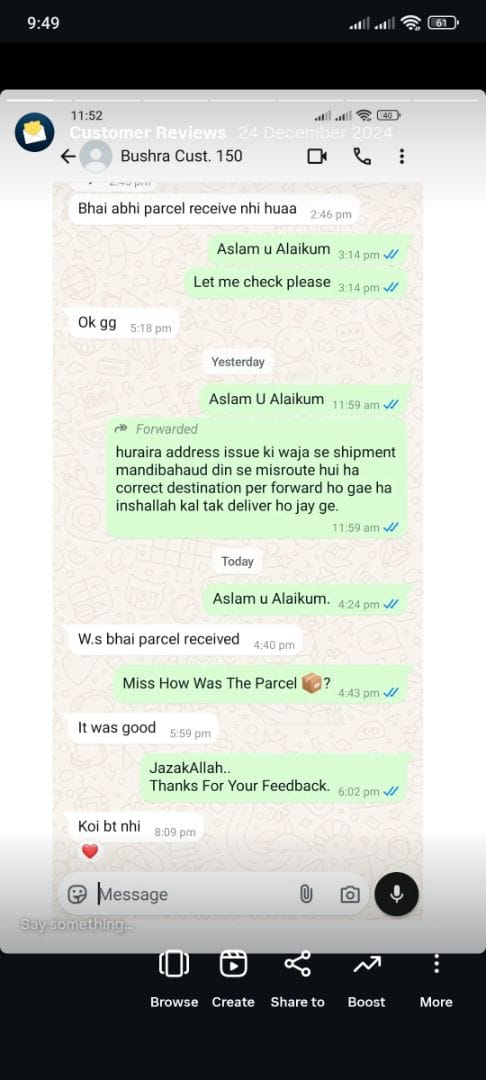 9:49
61
11:52
40
Customer Reviews 24 December 2024
Bushra Cust. 150
2:45 pm
Bhai abhi parcel receive nhi huaa 2:46 pm
Aslam u Alaikum 3:14 pm
Let me check please 3:14 pm
Ok gg 5:18 pm
Yesterday
Aslam U Alaikum 11:59 am
Forwarded
huraira address issue ki waja se shipment
mandibahaud din se misroute hui ha
correct destination per forward ho gae ha
inshallah kal tak deliver ho jay ge.
11:59 am
Today
Aslam u Alaikum. 4:24 pm
W.s bhai parcel received 4:40 pm
Miss How Was The Parcel 📦? 4:43 pm
It was good 5:59 pm
JazakAllah..
Thanks For Your Feedback. 6:02 pm
Koi bt nhi 8:09 pm
❤️
Message
Say something...
Browse Create Share to Boost More